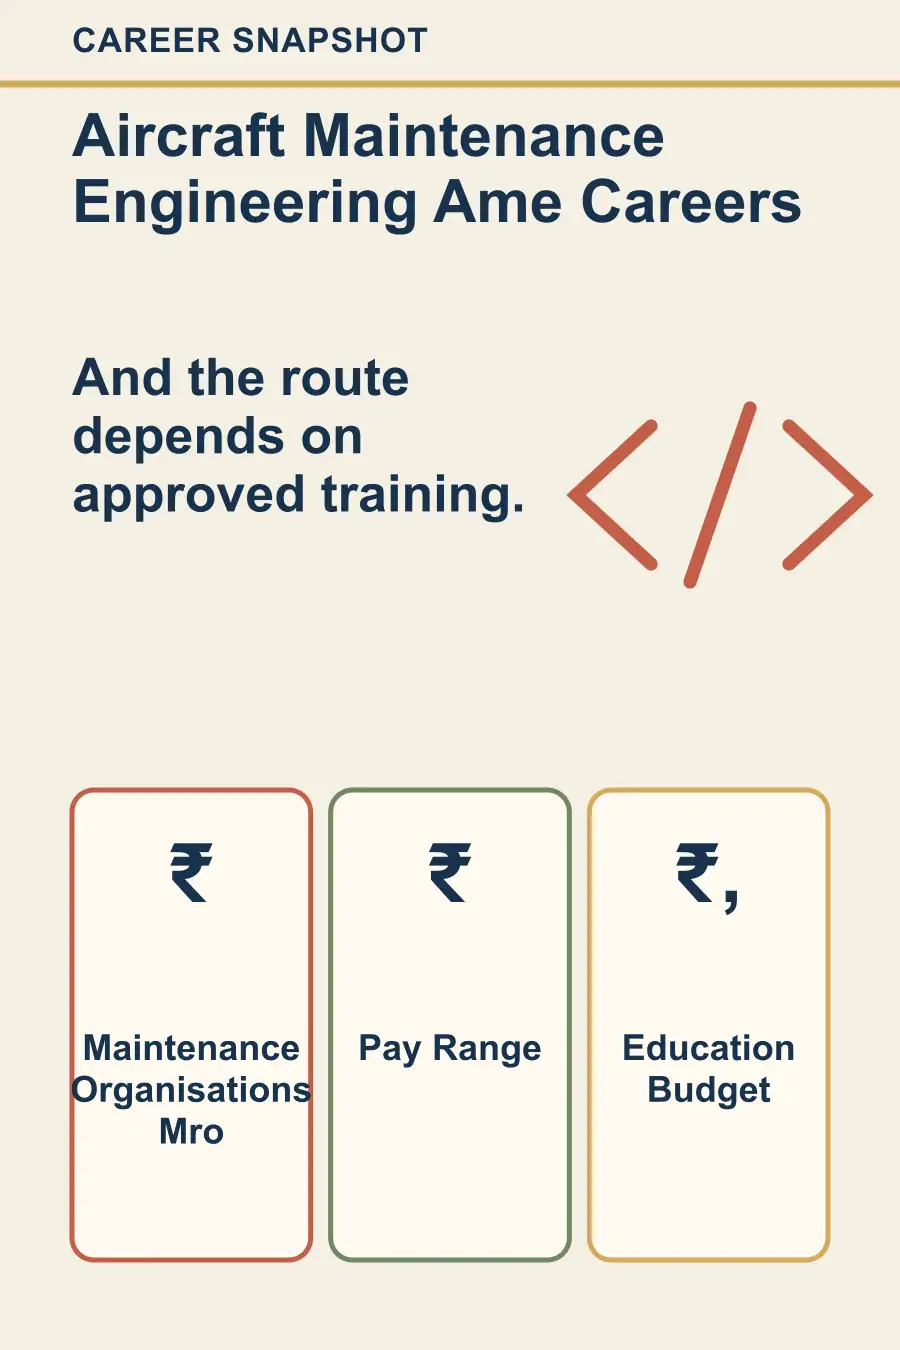 CAREER SNAPSHOT
Aircraft Maintenance
Engineering Ame Careers
And the route
depends on
approved training.
₹
Maintenance
Organisations
Mro
₹
Pay Range
₹,
Education
Budget